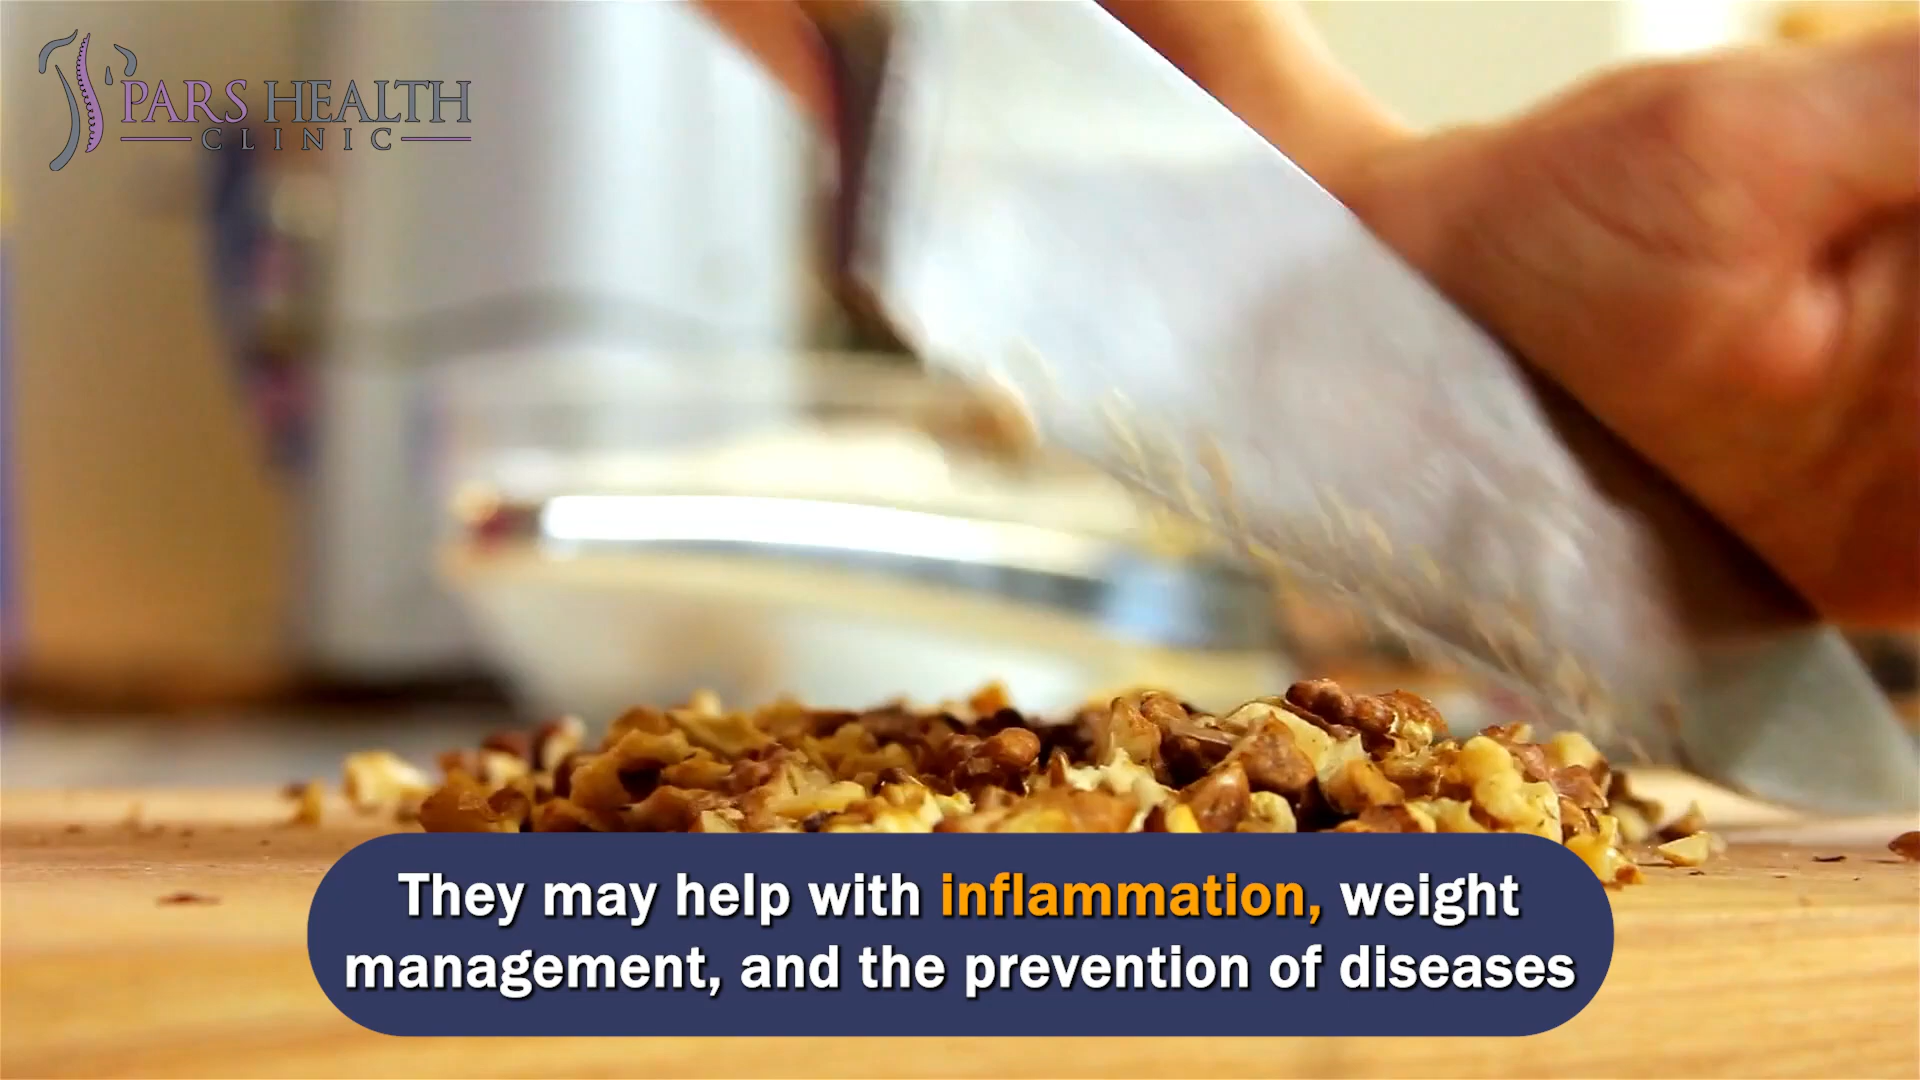 PARS HEALTH
CLINIC
They may help with inflammation, weight
management, and the prevention of diseases